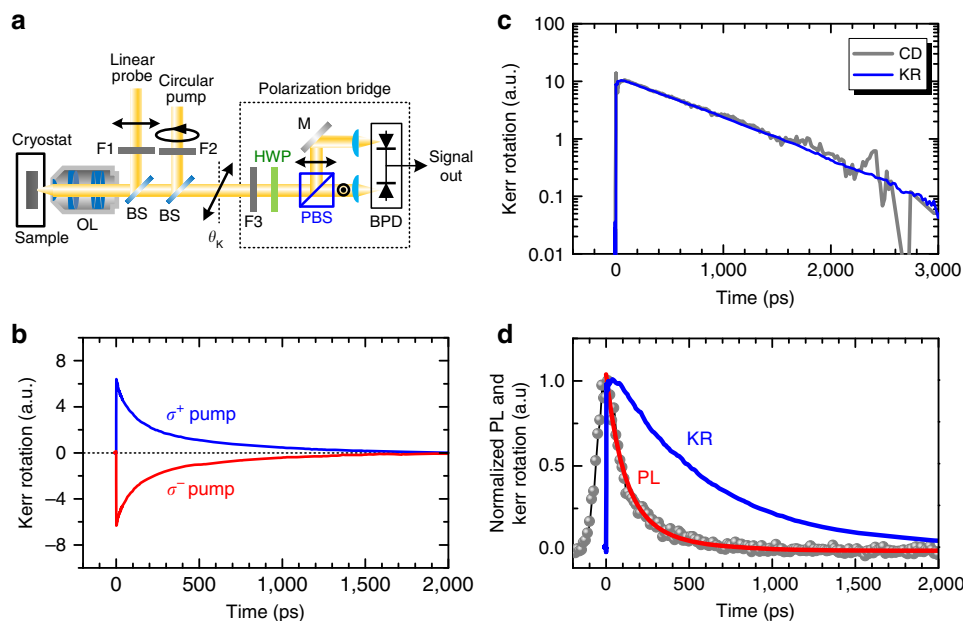 a
Linear
probe
Circular
pump
Polarization bridge
Cryostat
F1
F2
M
HWP
Signal
out
Sample
OL
BS
BS
θK
F3
PBS
BPD
b
Kerr rotation (a.u.)
8
4
0
−4
−8
σ+ pump
σ− pump
0
500
1,000
1,500
2,000
Time (ps)
c
Kerr rotation (a.u.)
100
10
1
0.1
0.01
CD
KR
0
1,000
2,000
3,000
Time (ps)
d
Normalized PL and
kerr rotation (a.u)
1.0
0.5
0.0
KR
PL
0
500
1,000
1,500
2,000
Time (ps)